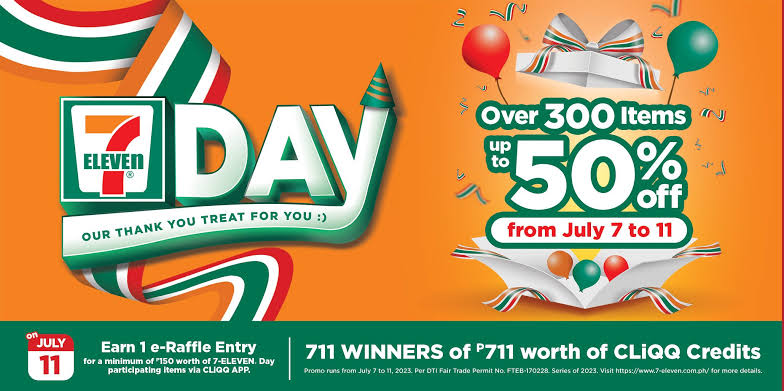 7
ELEVEN
®
DAY
OUR THANK YOU TREAT FOR YOU :)
Over 300 Items
up
to
50%
off
from July 7 to 11
on
JULY
11
Earn 1 e-Raffle Entry
for a minimum of ₱150 worth of 7-ELEVEN. Day
participating items via CLiQQ APP.
711 WINNERS of ₱711 worth of CLiQQ Credits
Promo runs from July 7 to 11, 2023. Per DTI Fair Trade Permit No. FTEB-170228. Series of 2023. Visit https://www.7-eleven.com.ph/ for more details.